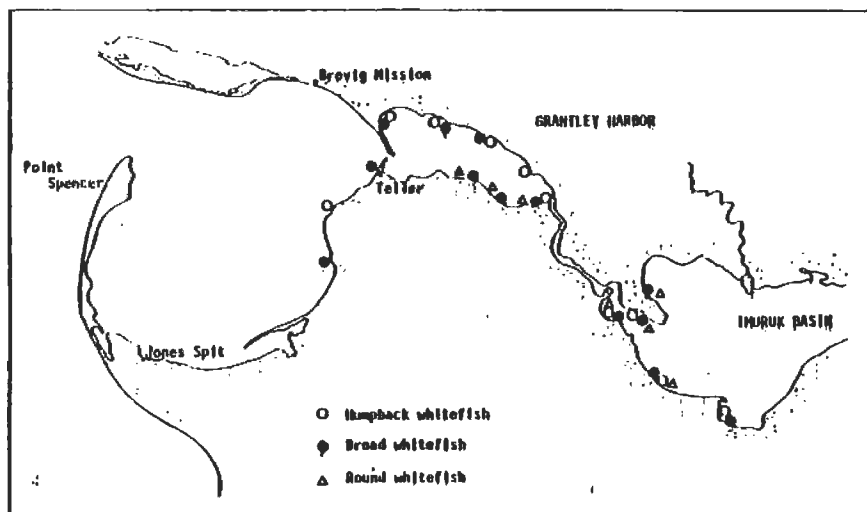 Brevig Mission
GRANTLEY HARBOR
Point
Spencer
Teller
Jones Spit
IMURUK BASIN
Humpback whitefish
Broad whitefish
Round whitefish